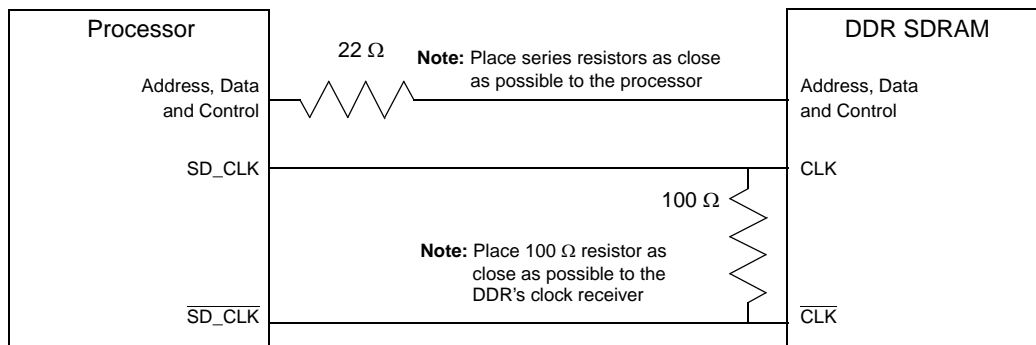 Processor
DDR SDRAM
22 Ω
Note: Place series resistors as close
as possible to the processor
Address, Data
and Control
Address, Data
and Control
SD_CLK
CLK
100 Ω
Note: Place 100 Ω resistor as
close as possible to the
DDR's clock receiver
S̅D̅_̅C̅L̅K̅
C̅L̅K̅